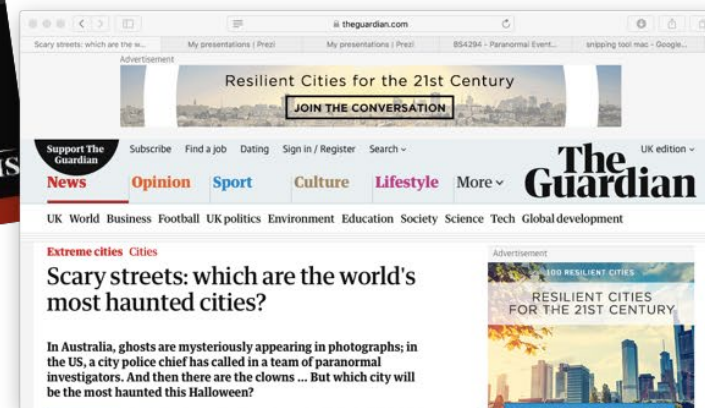 theguardian.com
Scary streets: which are the w... My presentations | Prezi My presentations | Prezi BS4294 - Paranormal Event... snipping tool mac - Google...
Advertisement
Resilient Cities for the 21st Century
JOIN THE CONVERSATION
Support The Guardian
Subscribe Find a job Dating Sign in / Register Search
UK edition
The Guardian
News Opinion Sport Culture Lifestyle More
UK World Business Football UK politics Environment Education Society Science Tech Global development
Extreme cities Cities
Scary streets: which are the world's
most haunted cities?
In Australia, ghosts are mysteriously appearing in photographs; in
the US, a city police chief has called in a team of paranormal
investigators. And then there are the clowns ... But which city will
be the most haunted this Halloween?
Advertisement
100 RESILIENT CITIES
RESILIENT CITIES
FOR THE 21ST CENTURY